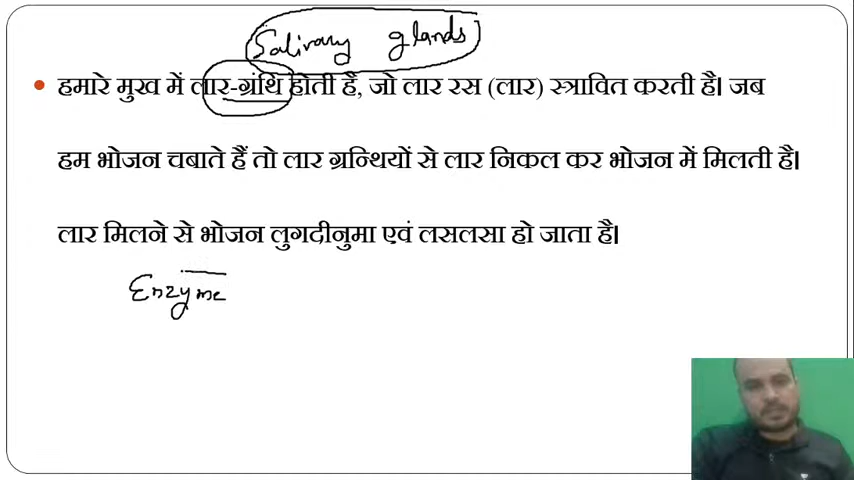 Salivary glands
हमारे मुख में लार-ग्रंथि होती है, जो लार रस (लार) स्त्रावित करती है। जब
हम भोजन चबाते हैं तो लार ग्रन्थियों से लार निकल कर भोजन में मिलती है।
लार मिलने से भोजन लुगदीनुमा एवं लसलसा हो जाता है।
Enzyme